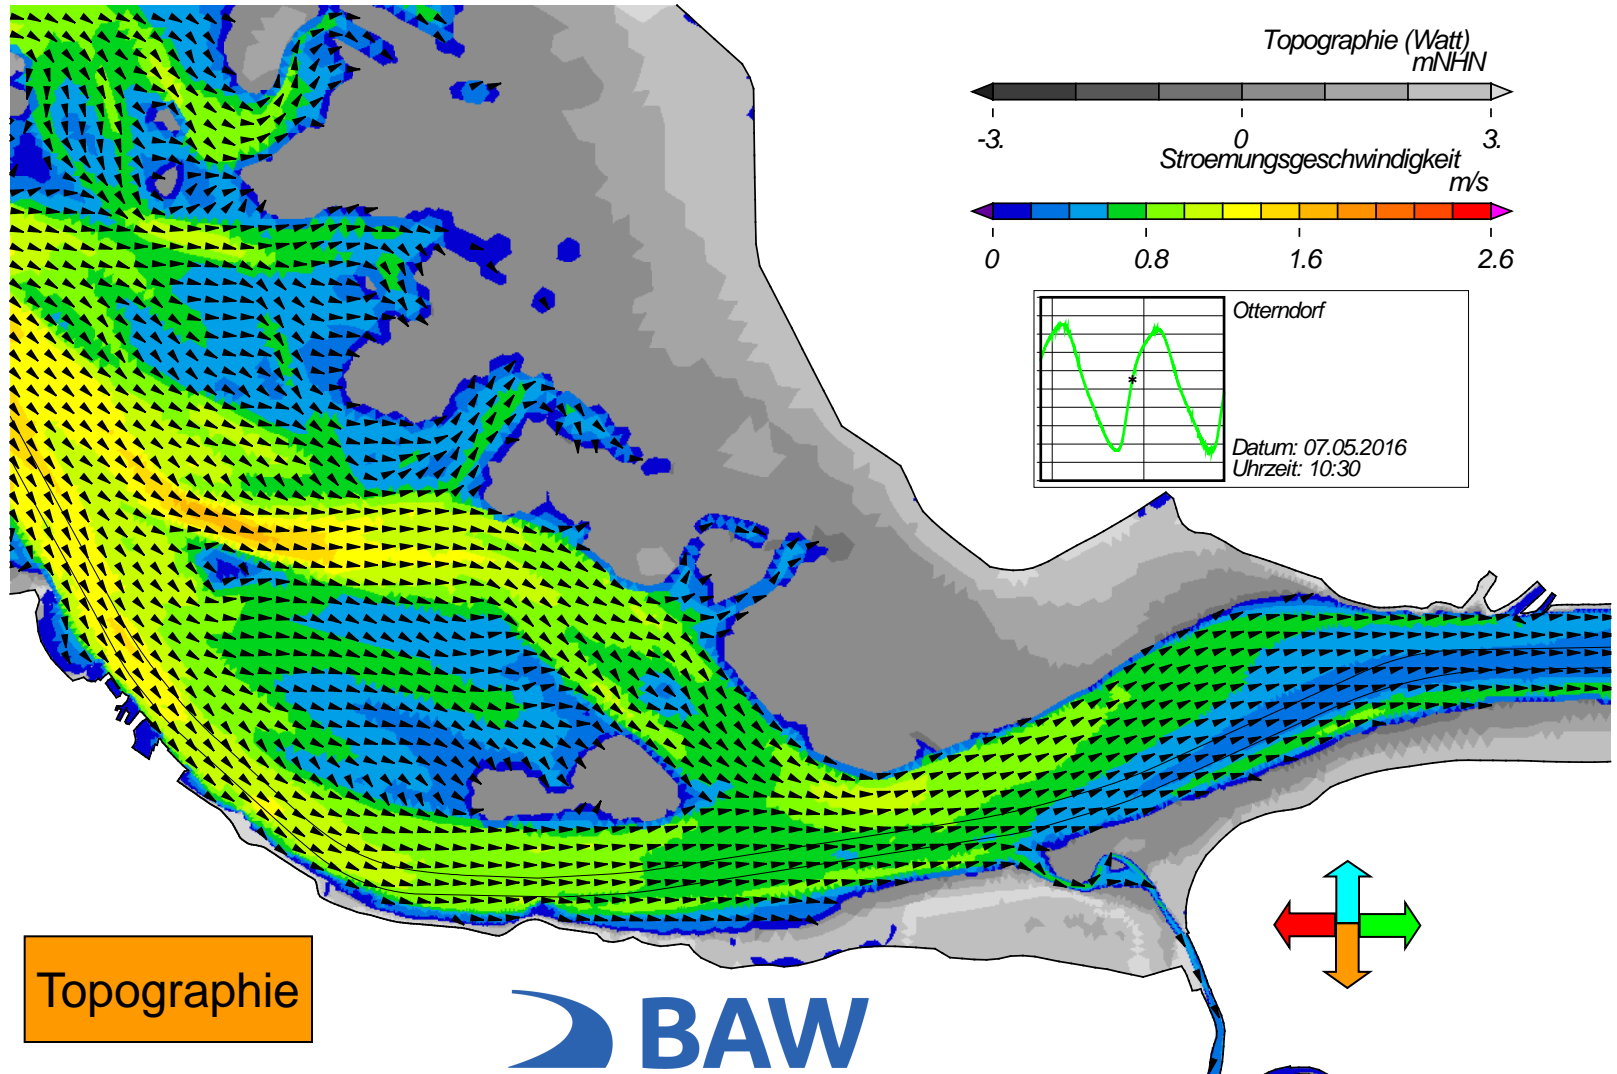 Topographie (Watt)
mNHN
-3. 0 3.
Stroemungsgeschwindigkeit
m/s
0 0.8 1.6 2.6
Otterndorf
Datum: 07.05.2016
Uhrzeit: 10:30
Topographie
BAW